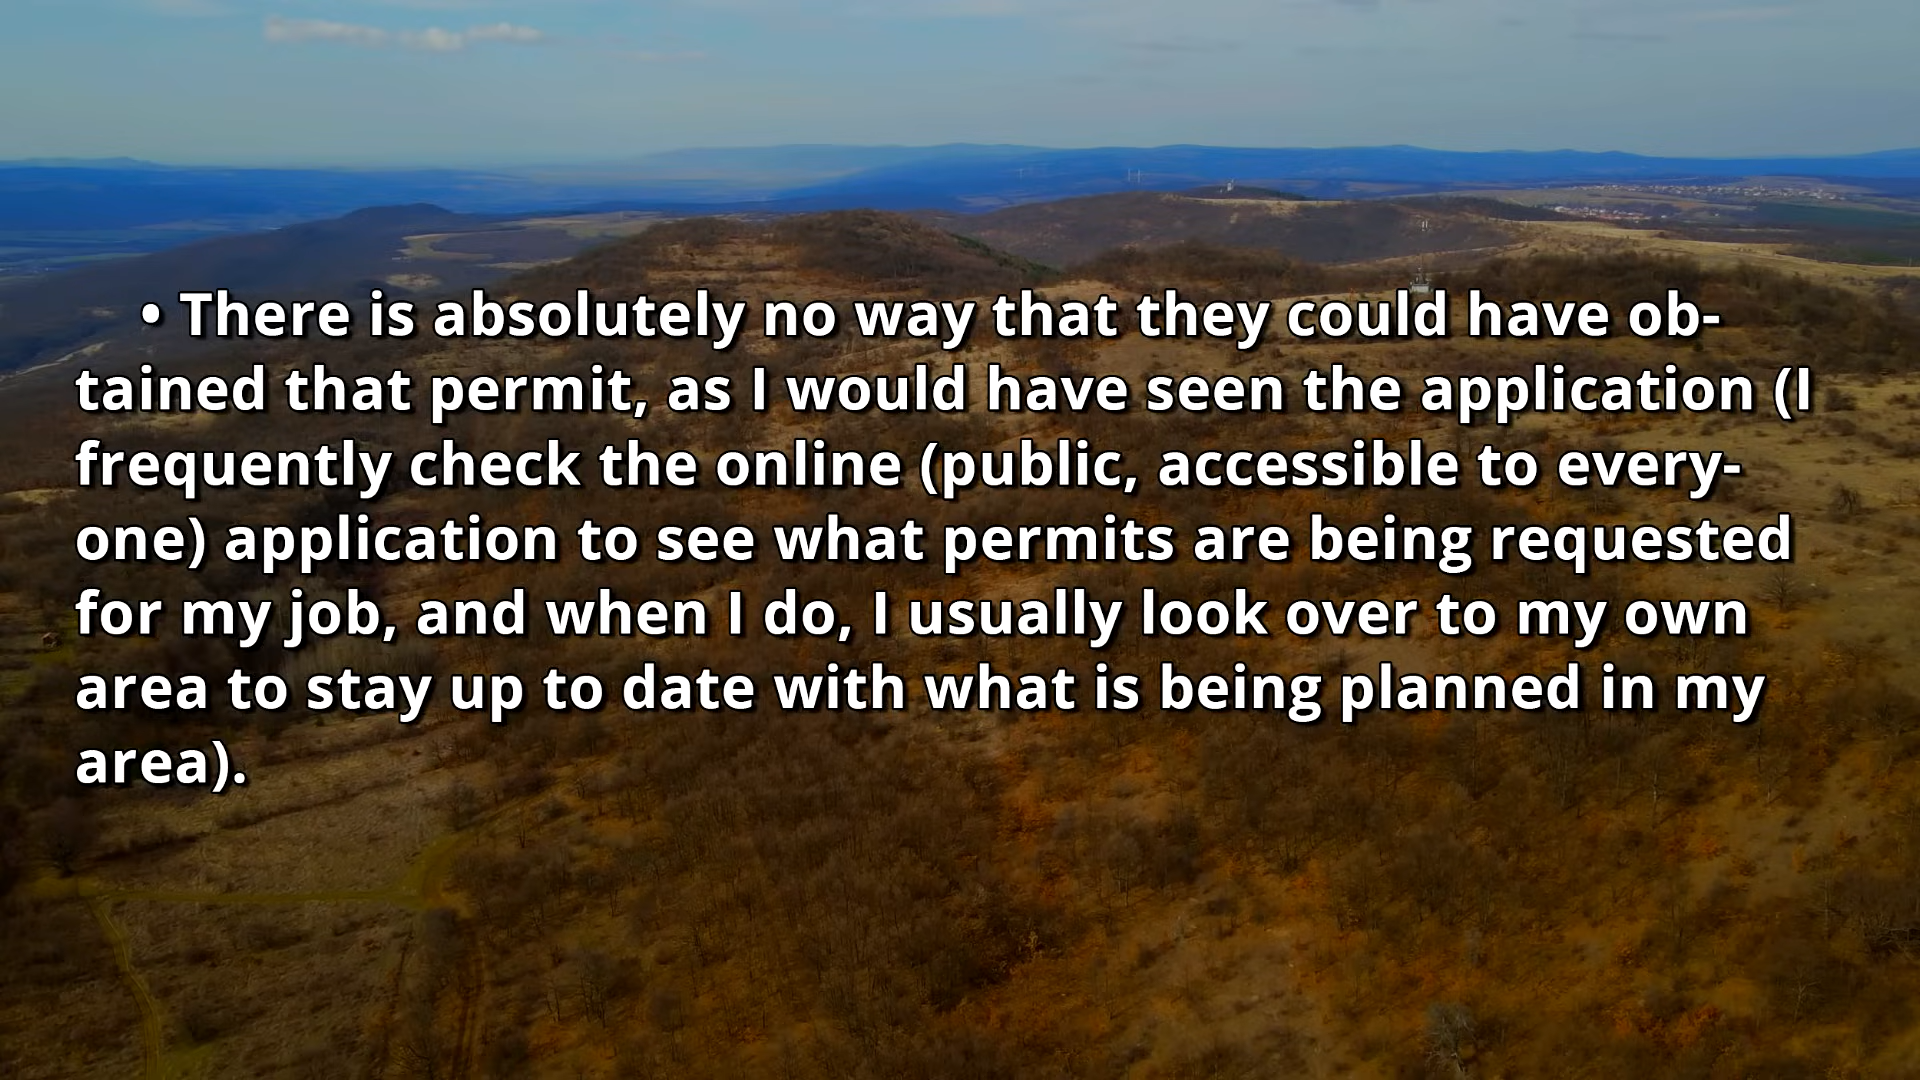 • There is absolutely no way that they could have ob-
tained that permit, as I would have seen the application (I
frequently check the online (public, accessible to every-
one) application to see what permits are being requested
for my job, and when I do, I usually look over to my own
area to stay up to date with what is being planned in my
area).